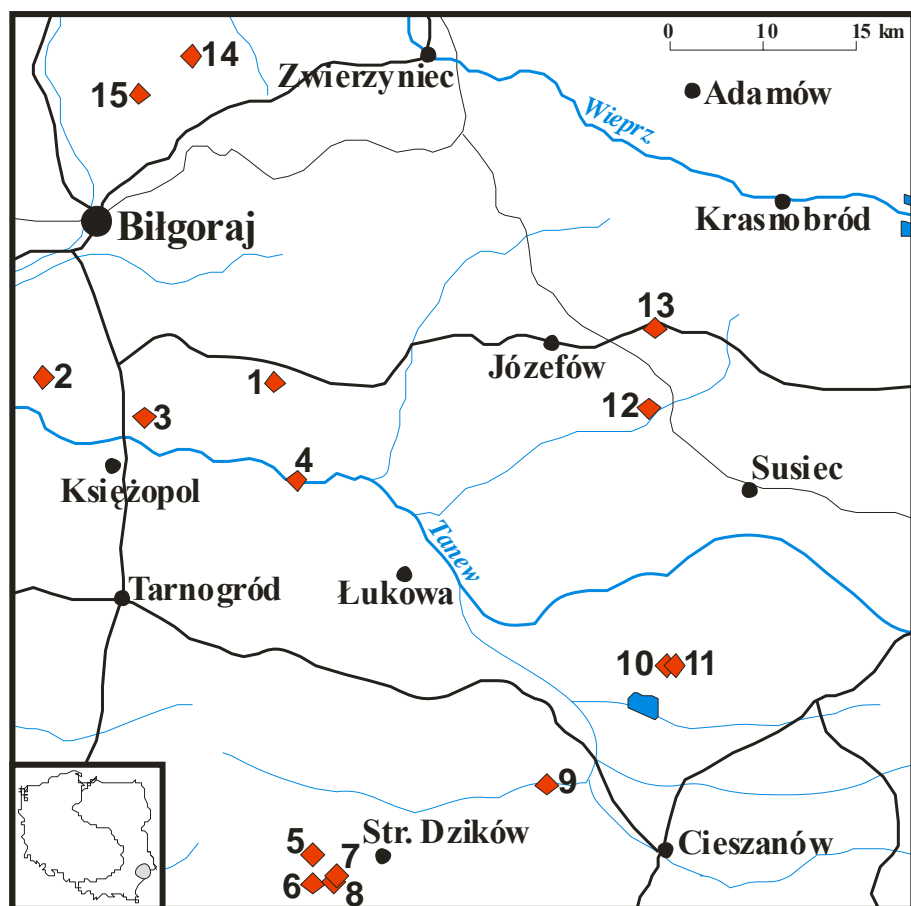 0 10 15 km
14
Zwierzyniec
15
Adamów
Wieprz
Biłgoraj
Krasnobród
13
Józefów
2
1
3
12
4
Susiec
Księżopol
Tanew
Tarnogród
Łukowa
10 11
9
5
7
Str. Dzików
Cieszanów
6
8